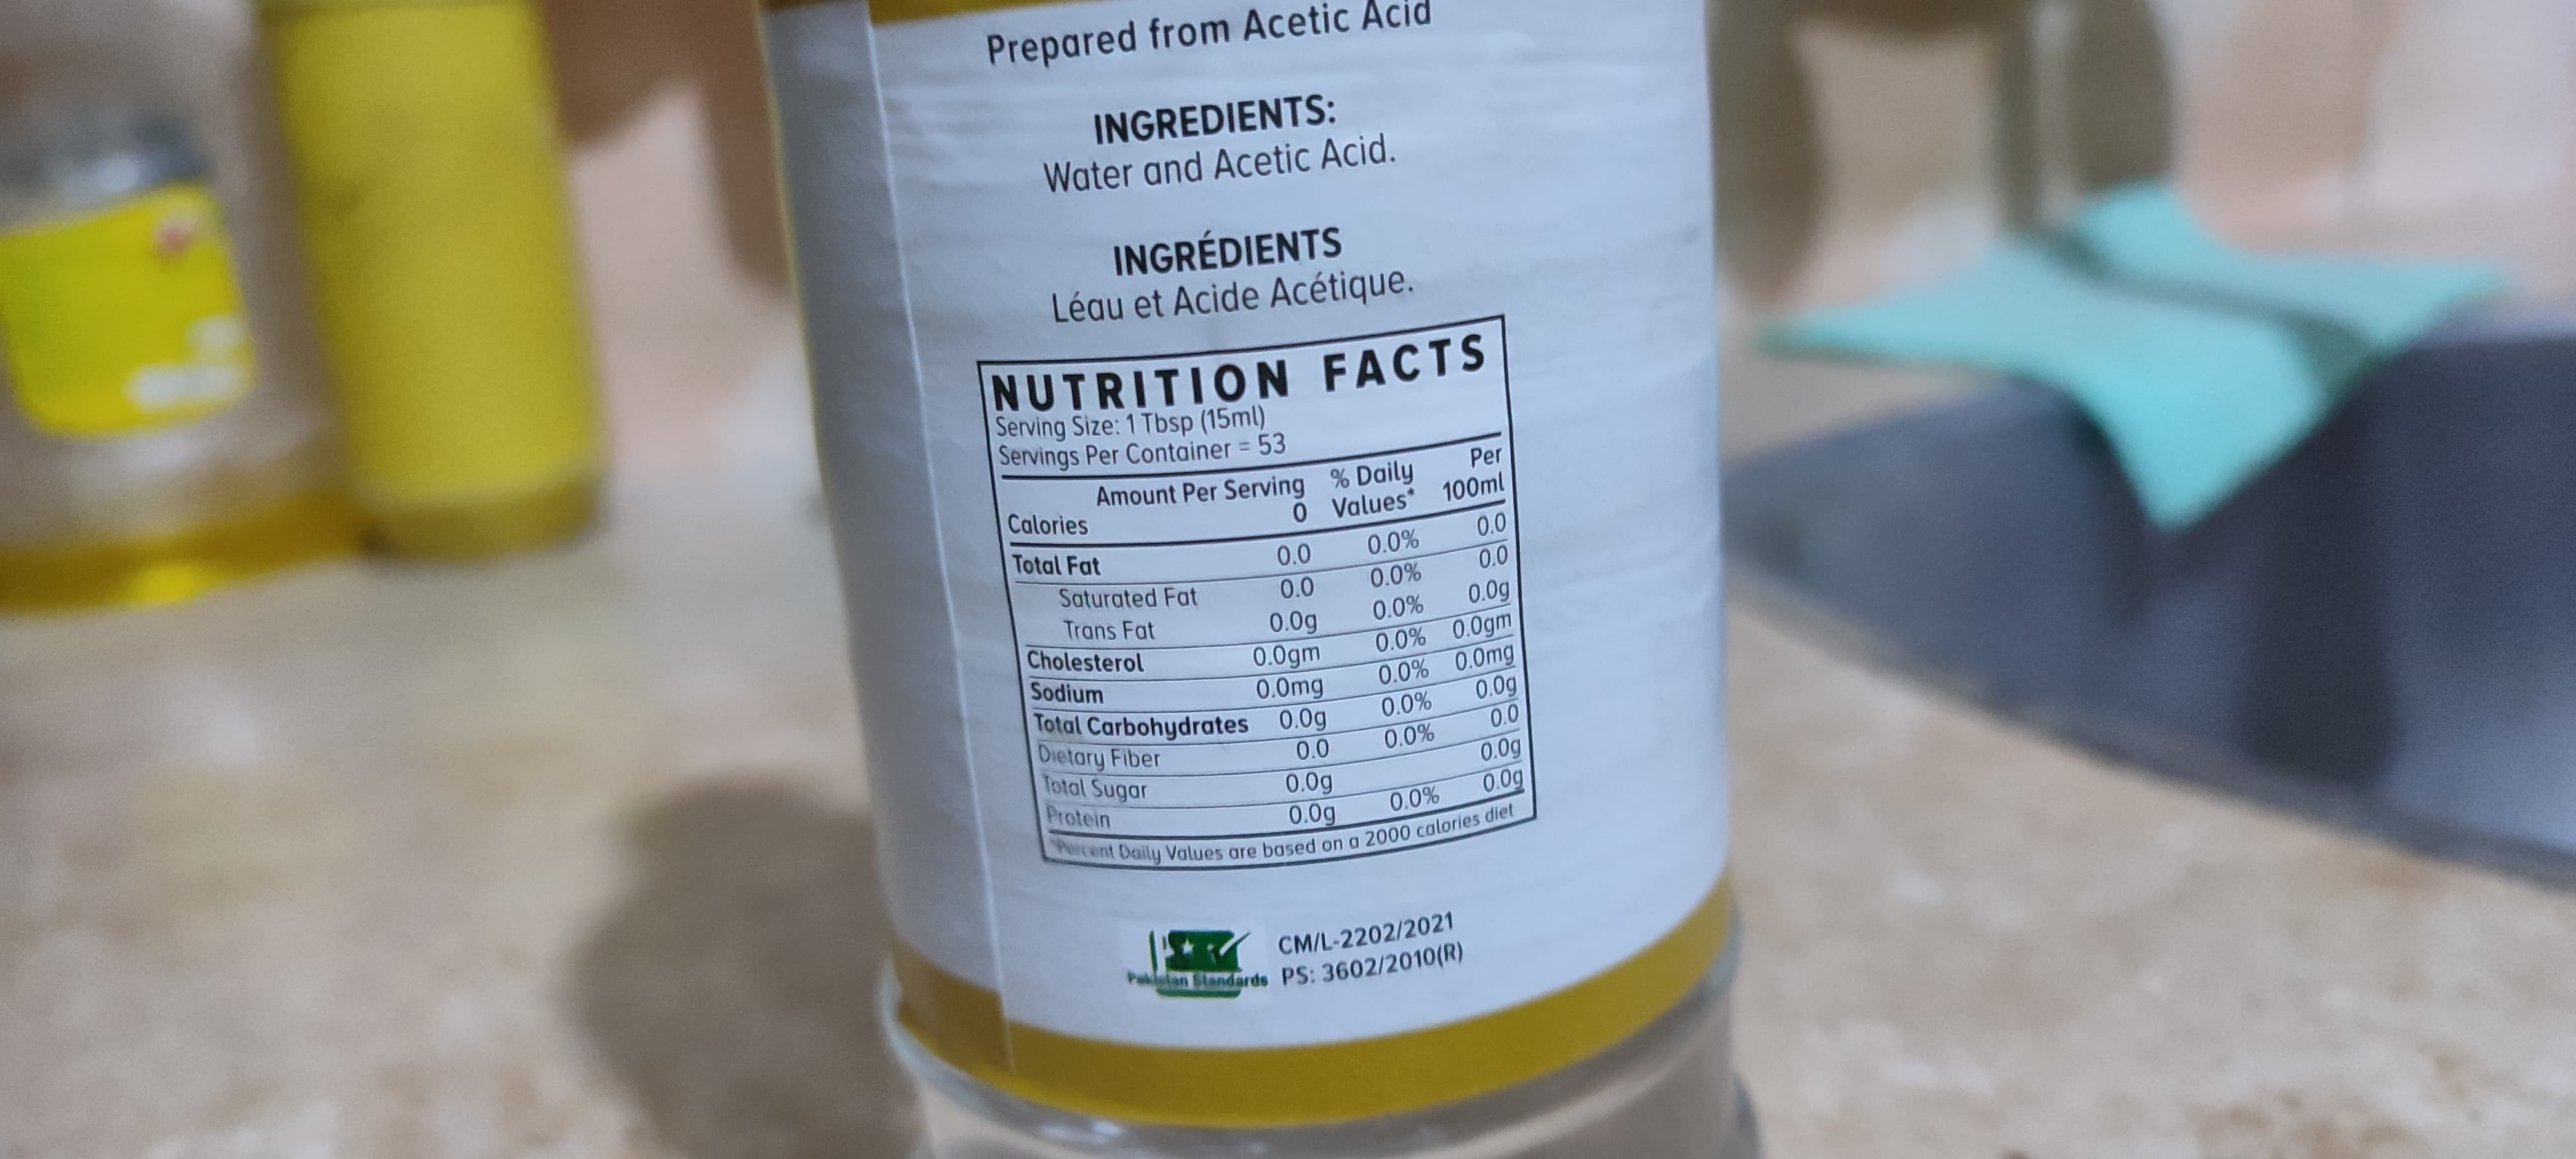 Prepared from Acetic Acid
INGREDIENTS:
Water and Acetic Acid.
INGRÉDIENTS
Léau et Acide Acétique.
NUTRITION FACTS
Serving Size: 1 Tbsp (15ml)
Servings Per Container = 53
Amount Per Serving % Daily Values* Per 100ml
Calories 0
Total Fat 0.0 0.0% 0.0
Saturated Fat 0.0 0.0% 0.0
Trans Fat 0.0g 0.0% 0.0g
Cholesterol 0.0gm 0.0% 0.0gm
Sodium 0.0mg 0.0% 0.0mg
Total Carbohydrates 0.0g 0.0% 0.0g
Dietary Fiber 0.0 0.0% 0.0
Total Sugar 0.0g 0.0g
Protein 0.0g 0.0% 0.0g
*Percent Daily Values are based on a 2000 calories diet
CM/L-2202/2021
Pakistan Standards PS: 3602/2010(R)